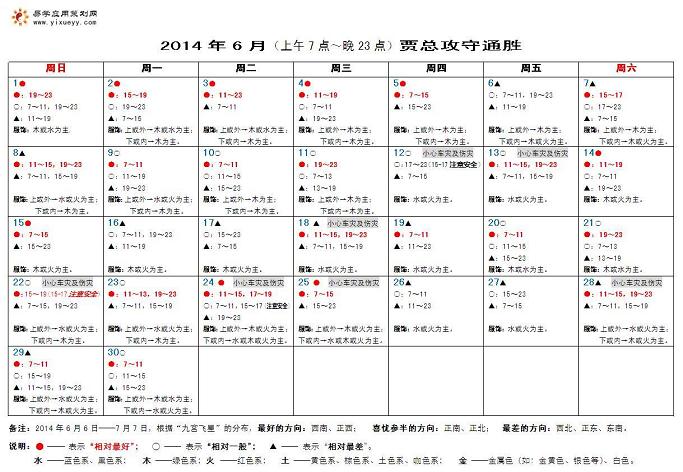 易学应用策划网
www.yixueyy.com
2014 年 6 月（上午 7 点～晚 23 点）贾总攻守通胜
周日 周一 周二 周三 周四 周五 周六
1●
●：19～23
○：7～11，19～23
▲：11～19
服饰：木或水为主。
2●
●：15～19
○：19～23
▲：7～15
服饰：上或外→木或水为主；
下或内→木为主。
3●
●：11～23
▲：7～11
服饰：上或外→木或水为主；
下或内→木为主。
4●
●：11～19
○：7～11
▲：19～23
服饰：上或外→木或火为主；
下或内→木为主。
5●
●：7～15
▲：15～23
服饰：上或外→木或火为主；
下或内→木为主。
6○
○：7～11，19～23
▲：11～19
服饰：水或木为主。
7▲
●：15～17
○：17～19
▲：7～15，19～23
服饰：上或外→木或水为主；
下或内→木为主。
8▲
●：11～15，19～23
▲：7～11，15～19
服饰：上或外→水或火为主；
下或内→木为主。
9○
●：7～11
○：11～19
▲：19～23
服饰：上或外→水或火为主；
下或内→木为主。
10○
○：7～11
○：11～15
▲：15～23
服饰：上或外→水或火为主；
下或内→木为主。
11○
●：19～23
○：7～13
▲：13～19
服饰：上或外→水或火为主；
下或内→木为主。
12○ 小心车灾及伤灾
○：17～23（15-17 注意安全）
▲：7～15
服饰：水或火为主。
13○ 小心车灾及伤灾
●：11～15，19～23
▲：7～11，15～19
服饰：水或火为主。
14●
●：11～19
○：7～11
▲：19～23
服饰：上或外→水或火为主；
下或内→木为主。
15●
●：7～15
▲：15～23
服饰：木或火为主。
16▲
○：7～11，19～23
▲：11～19
服饰：木或火为主。
17▲
○：15～23
▲：7～15
服饰：木或火为主。
18 ▲ 小心车灾及伤灾
●：11～15，19～23
▲：7～11，15～19
服饰：水或火为主。
19▲
●：7～11
○：11～19
▲：19～23
服饰：水或火为主。
20○
○：7～11
○：11～15
▲：15～23
服饰：水或火为主。
21○
●：19～23
○：7～13
▲：13～19
服饰：木或火为主。
22○ 小心车灾及伤灾
●：15～19（15-17 注意安全）
▲：7～15，19～23
服饰：上或外→水或火为主；
下或内→木为主。
23○
●：11～13，19～23
▲：7～11，15～19
服饰：上或外→水或火为主；
下或内→木为主。
24 ● 小心车灾及伤灾
●：11～15，17～19
○：7～11（15-17 注意安全）
▲：19～23
服饰：上或外→水或火为主；
下或内→水或木或火为主。
25 ● 小心车灾及伤灾
●：7～15
▲：15～23
服饰：上或外→水或火为主；
下或内→水或木或火为主。
26▲
○：7～11
▲：11～23
服饰：水或火为主。
27▲
○：15～23
▲：7～15
服饰：水或火为主。
28▲ 小心车灾及伤灾
●：11～15，19～23
▲：7～11，15～19
服饰：上或外→水或火为主；
下或内→木为主。
29▲
●：7～11
○：15～19
▲：11～15，19～23
服饰：木或水为主。
30○
●：7～11
○：11～15
▲：15～23
服饰：上或外→木或水为主；
下或内→木为主。
备注：2014 年 6 月 6 日——7 月 7 日，根据“九宫飞星”的分布，最好的方向：西南、正西； 喜忧参半的方向：正南、正北； 最差的方向：西北、正东、东南。
说明：● —— 表示“相对最好”； ○ —— 表示“相对一般”； ▲ —— 表示“相对最差”。
水 ——蓝色系、黑色系； 木 ——绿色系；火 ——红色系； 土 ——黄色系、棕色系、土色系、咖色系； 金 ——金属色（如：金黄色、银色等）、白色。